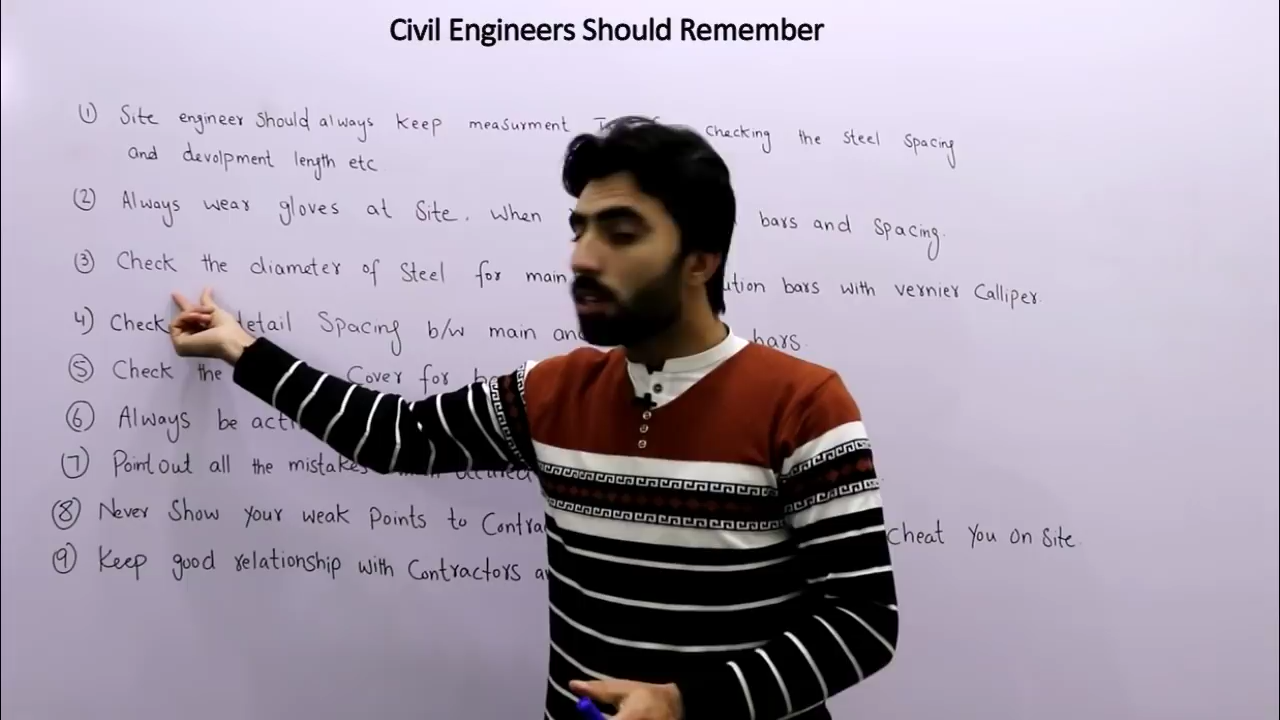 Civil Engineers Should Remember
① Site engineer should always keep measurment checking the steel spacing
and devolpment length etc
② Always wear gloves at site. when bars and spacing.
③ Check the diameter of steel for main bars with vernier Calliper.
4) Check detail Spacing b/w main bars.
⑤ Check the Cover for
⑥ Always be
⑦ Point out all the mistakes
⑧ Never Show your weak Points to cheat You on Site.
⑨ Keep good relationship with Contractors